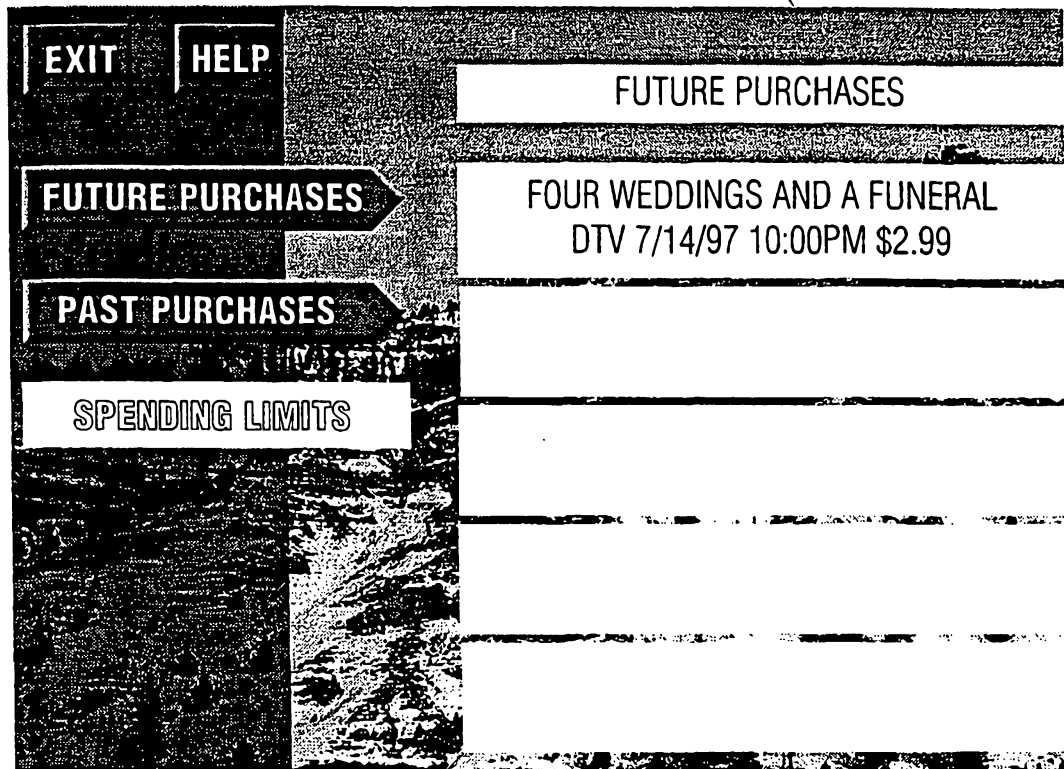 EXIT HELP
FUTURE PURCHASES
FUTURE PURCHASES
FOUR WEDDINGS AND A FUNERAL
DTV 7/14/97 10:00PM $2.99
PAST PURCHASES
SPENDING LIMITS